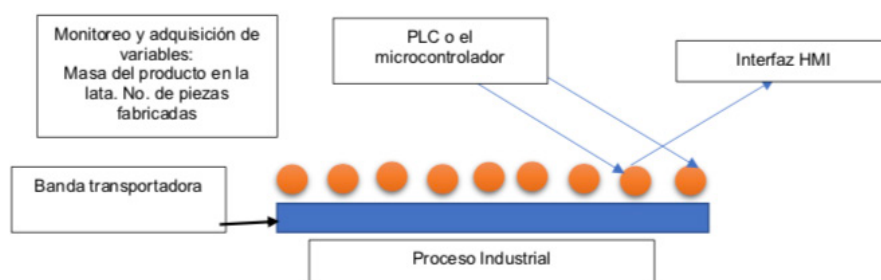 Monitoreo y adquisición de
variables:
Masa del producto en la
lata. No. de piezas
fabricadas
PLC o el
microcontrolador
Interfaz HMI
Banda transportadora
Proceso Industrial